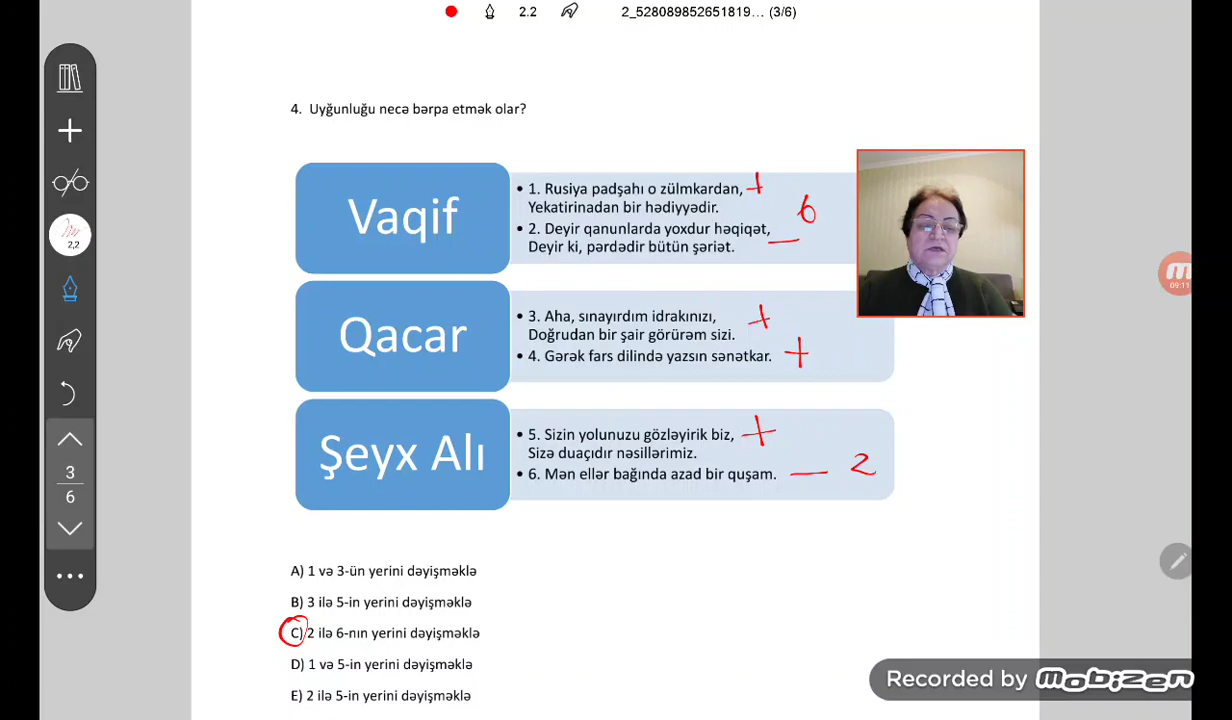 2.2 2_528089852651819... (3/6)
4. Uyğunluğu necə bərpa etmək olar?
Vaqif
• 1. Rusiya padşahı o zülmkardan, +
Yekatirinadan bir hədiyyədir.
6
• 2. Deyir qanunlarda yoxdur həqiqət, —
Deyir ki, pərdədir bütün şəriət.
Qacar
• 3. Aha, sınayırdım idrakınızı, +
Doğrudan bir şair görürəm sizi.
• 4. Gərək fars dilində yazsın sənətkar. +
Şeyx Alı
• 5. Sizin yolunuzu gözləyirik biz, +
Sizə duaçıdır nəsillərimiz.
• 6. Mən ellər bağında azad bir quşam. — 2
A) 1 və 3-ün yerini dəyişməklə
B) 3 ilə 5-in yerini dəyişməklə
C) 2 ilə 6-nın yerini dəyişməklə
D) 1 və 5-in yerini dəyişməklə
E) 2 ilə 5-in yerini dəyişməklə
2,2
3
6
09:11
Recorded by mobizen